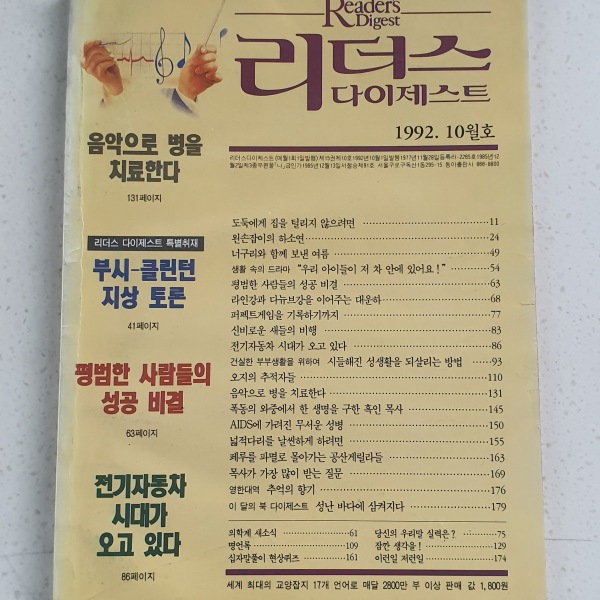 Readers
Digest
리더스
다이제스트
1992. 10월호
음악으로 병을
치료한다
131페이지
리더스 다이제스트 특별취재
부시-클린턴
지상 토론
41페이지
평범한 사람들의
성공 비결
63페이지
전기자동차
시대가
오고 있다
86페이지
도둑에게 집을 털리지 않으려면 11
왼손잡이의 하소연 24
너구리와 함께 보낸 여름 49
생활 속의 드라마 “우리 아이들이 저 차 안에 있어요!” 54
평범한 사람들의 성공 비결 63
라인강과 다뉴브강을 이어주는 대운하 68
퍼펙트게임을 기록하기까지 77
신비로운 새들의 비행 83
전기자동차 시대가 오고 있다 86
건실한 부부생활을 위하여 시들해진 성생활을 되살리는 방법 93
오지의 추적자들 110
음악으로 병을 치료한다 131
폭동의 와중에서 한 생명을 구한 흑인 목사 145
AIDS에 가려진 무서운 성병 150
넓적다리를 날씬하게 하려면 155
페루를 파멸로 몰아가는 공산게릴라들 163
목사가 가장 많이 받는 질문 169
영한대역 추억의 향기 176
이 달의 북 다이제스트 성난 바다에 삼켜지다 179
의학계 새소식 61 당신의 우리말 실력은? 75
명언록 109 잠깐 생각을! 129
십자말풀이 현상퀴즈 161 이런일 저런일 174
세계 최대의 교양잡지 17개 언어로 매달 2800만 부 이상 판매 값 1,800원